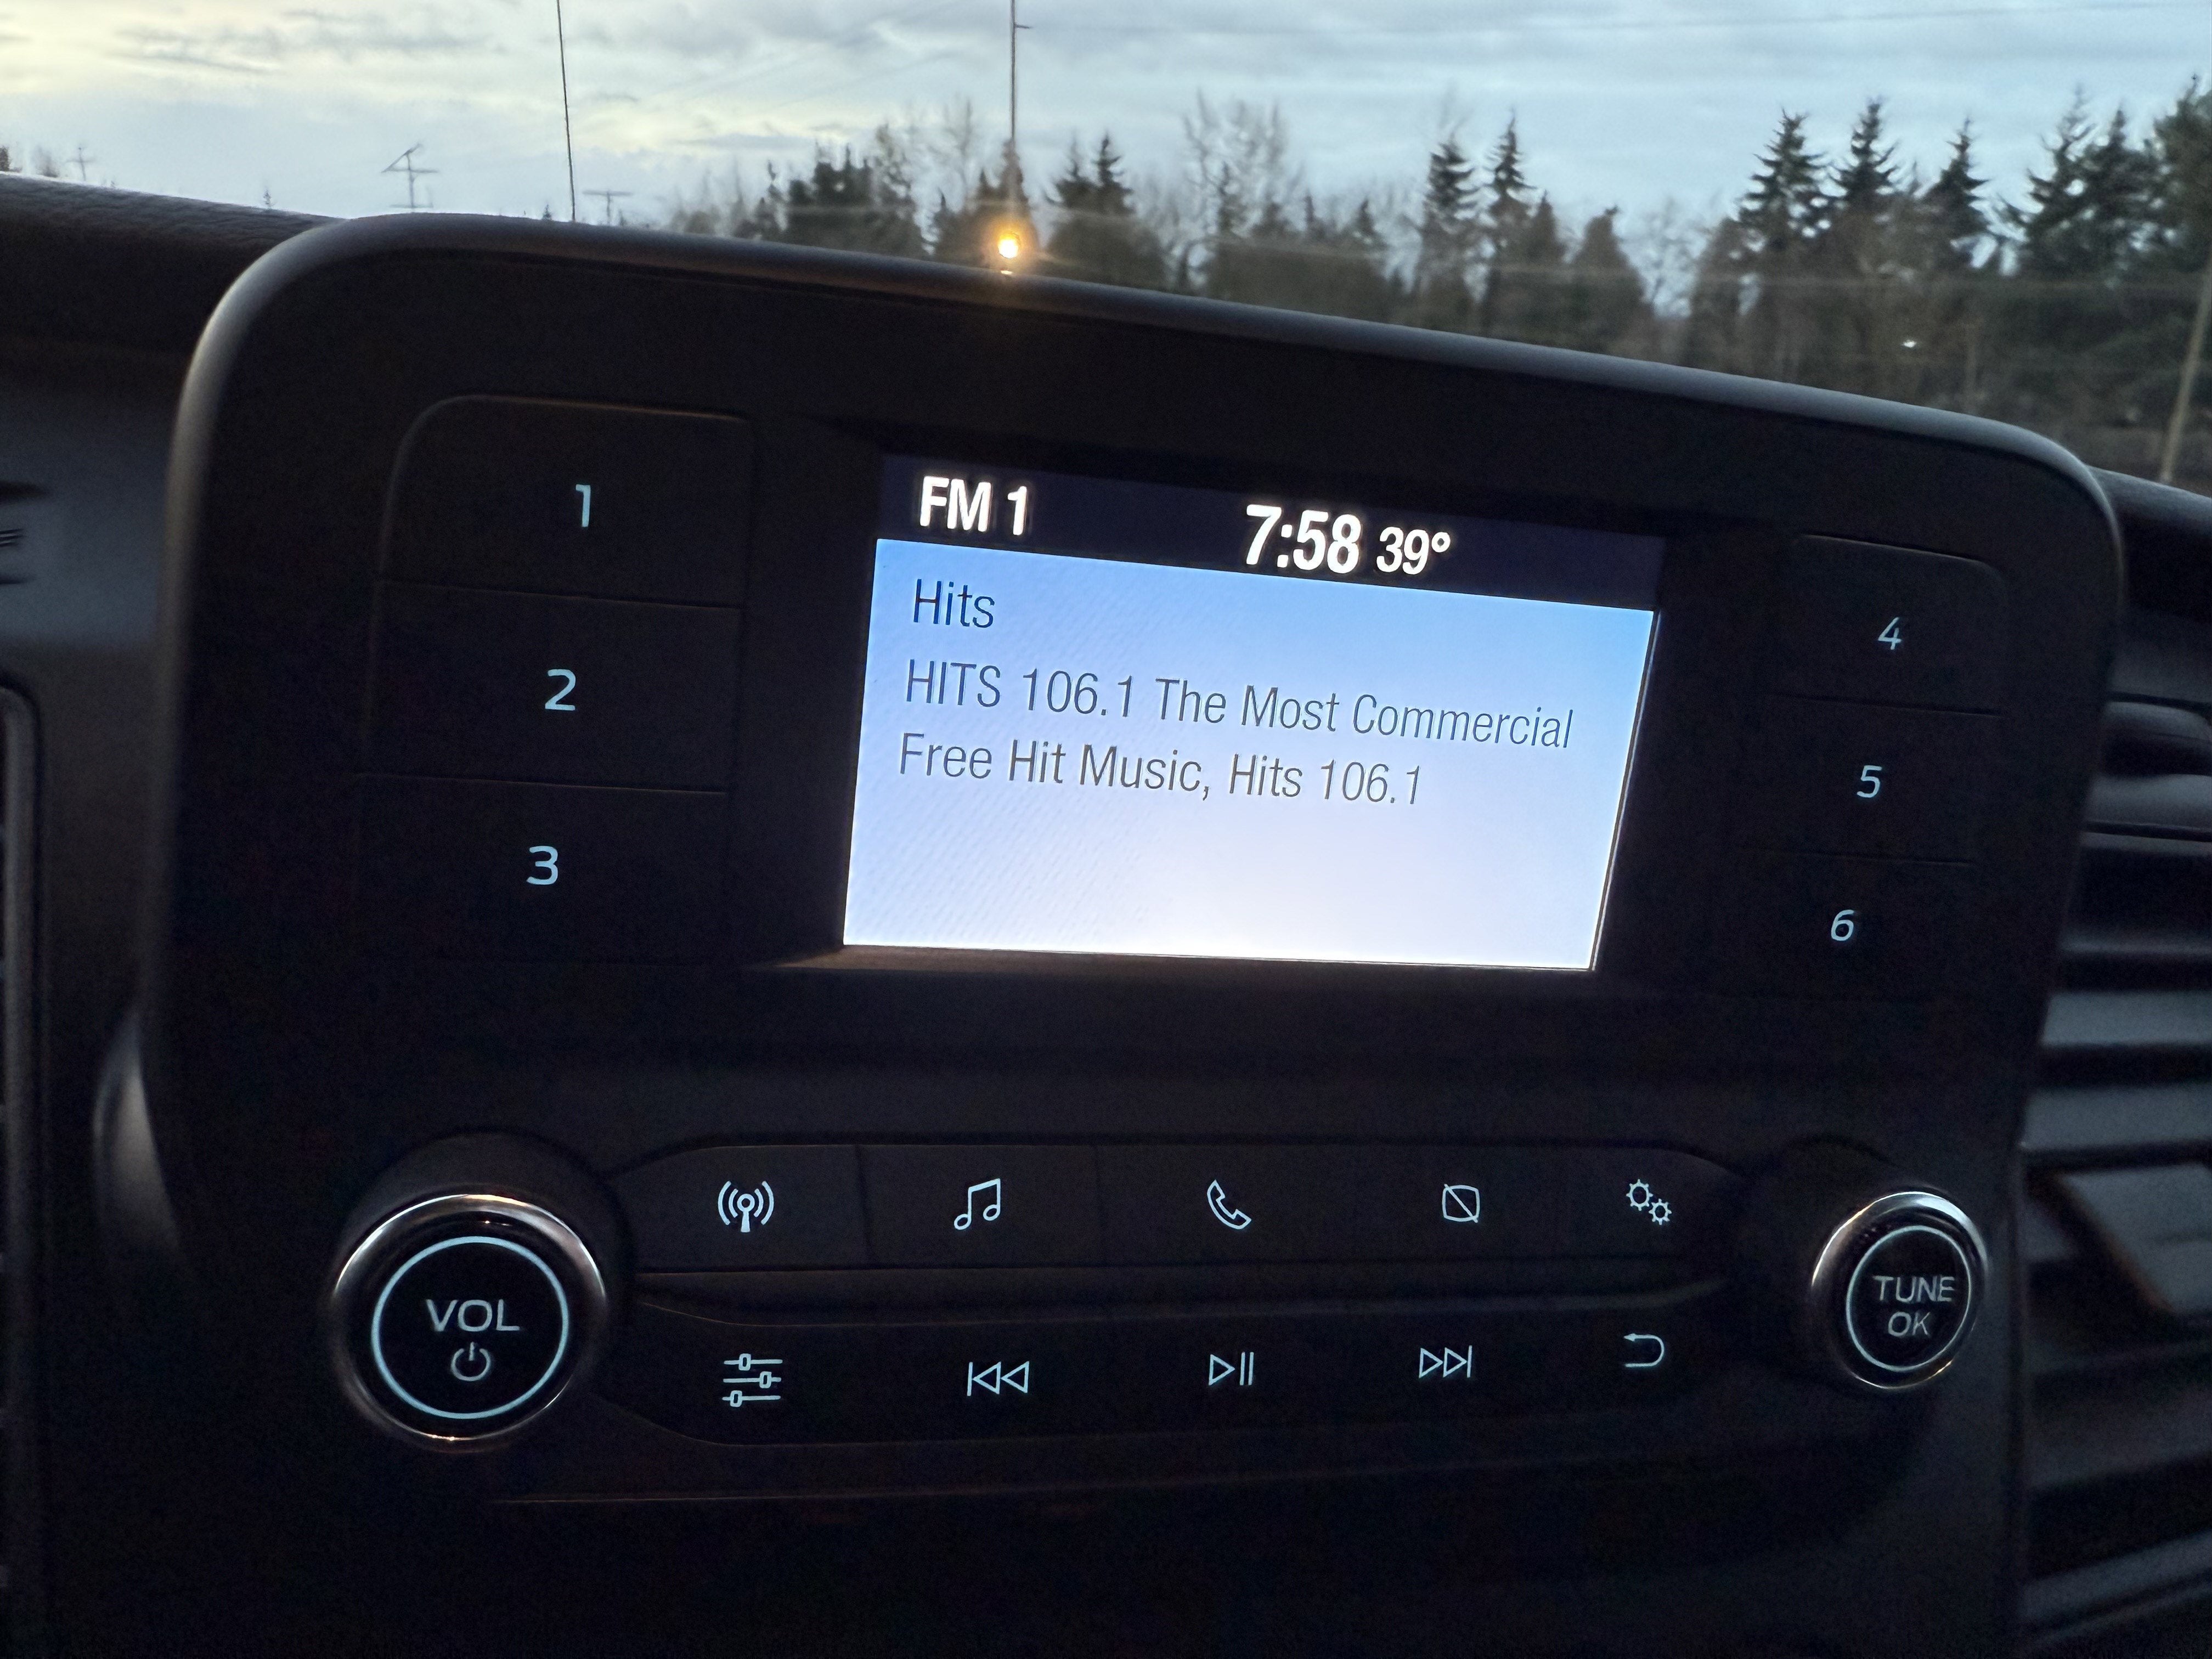 FM 1 7:58 39°
Hits
HITS 106.1 The Most Commercial
Free Hit Music, Hits 106.1
1
2
3
4
5
6
VOL
TUNE
OK